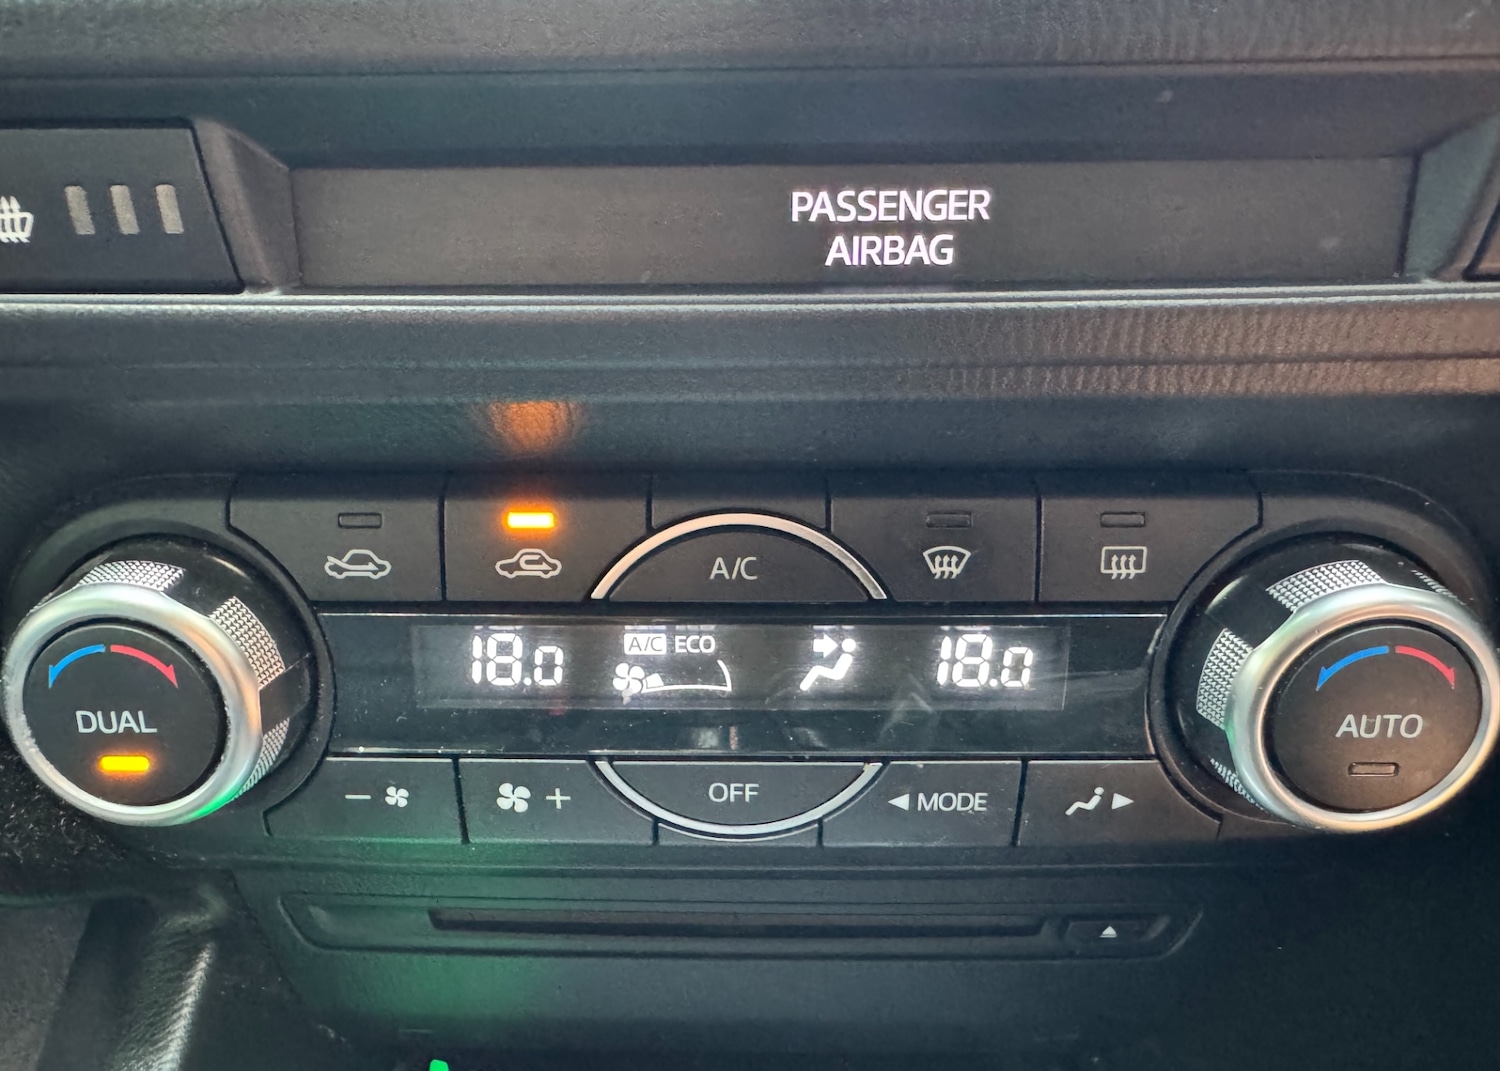 PASSENGER
AIRBAG
A/C
18.0
A/C ECO
18.0
DUAL
AUTO
−
+
OFF
MODE